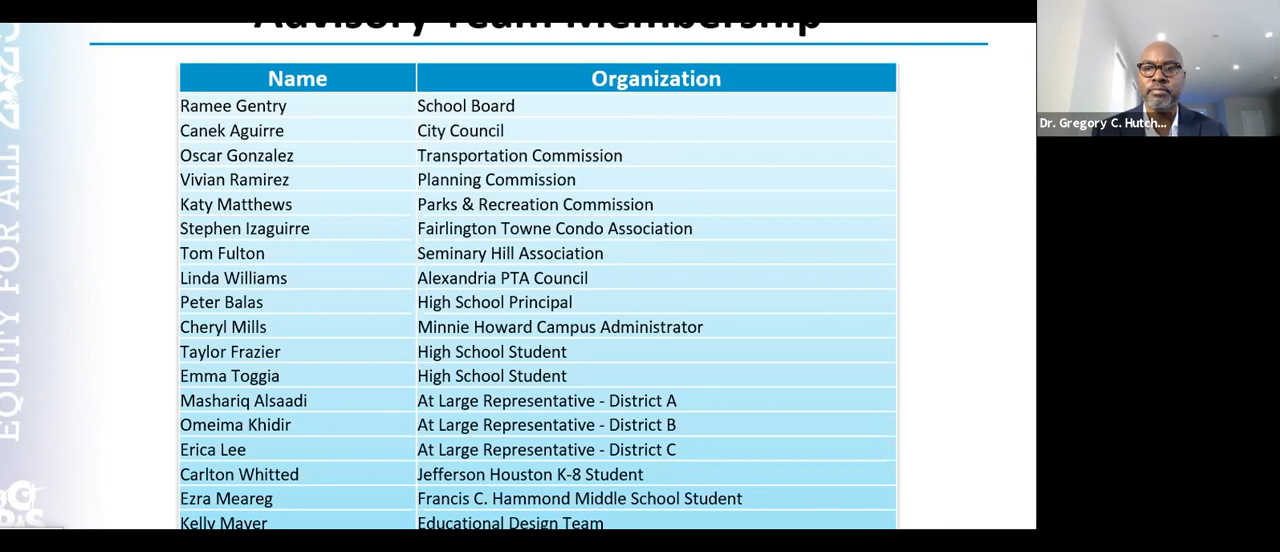 Advisory Team Membership
Name Organization
Ramee Gentry School Board
Canek Aguirre City Council
Oscar Gonzalez Transportation Commission
Vivian Ramirez Planning Commission
Katy Matthews Parks & Recreation Commission
Stephen Izaguirre Fairlington Towne Condo Association
Tom Fulton Seminary Hill Association
Linda Williams Alexandria PTA Council
Peter Balas High School Principal
Cheryl Mills Minnie Howard Campus Administrator
Taylor Frazier High School Student
Emma Toggia High School Student
Mashariq Alsaadi At Large Representative - District A
Omeima Khidir At Large Representative - District B
Erica Lee At Large Representative - District C
Carlton Whitted Jefferson Houston K-8 Student
Ezra Meareg Francis C. Hammond Middle School Student
Kelly Mayer Educational Design Team
EQUITY FOR ALL
Dr. Gregory C. Hutch...